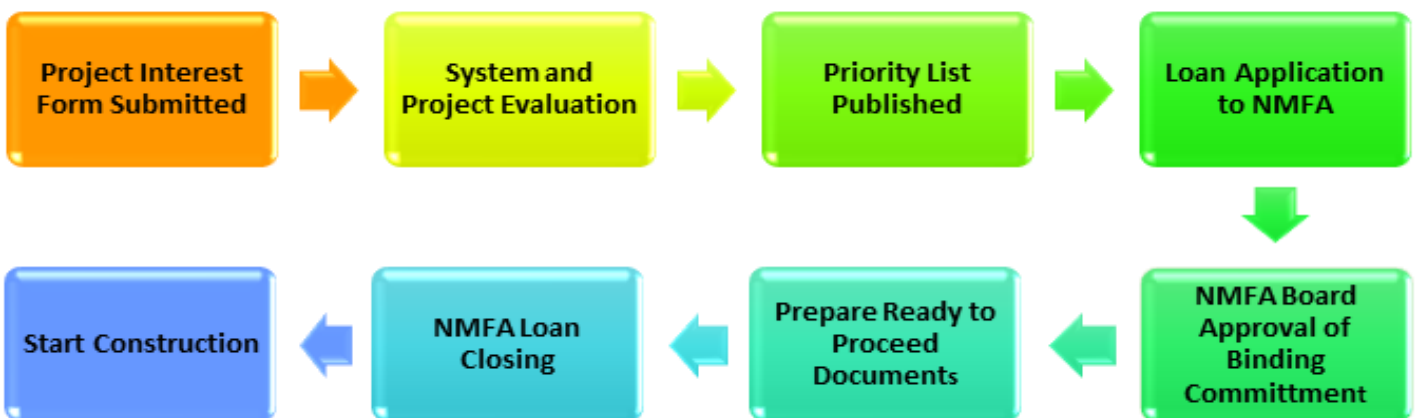 Project Interest
Form Submitted
System and
Project Evaluation
Priority List
Published
Loan Application
to NMFA
NMFA Board
Approval of
Binding
Committment
Prepare Ready to
Proceed
Documents
NMFA Loan
Closing
Start Construction